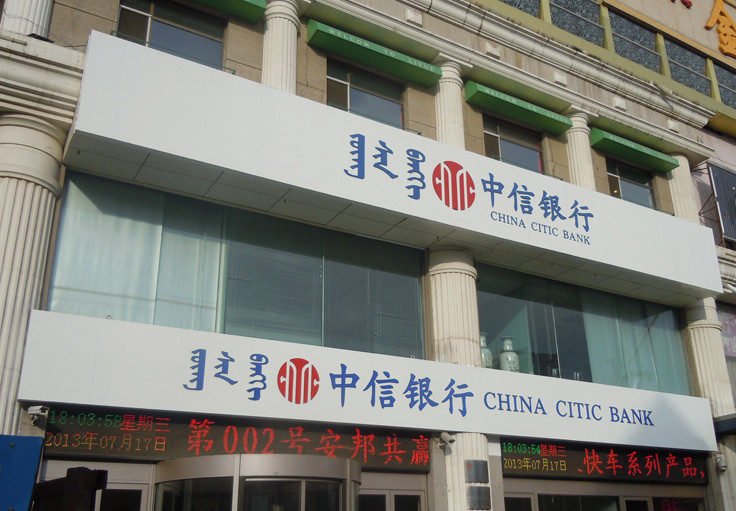 金
WELCOME TO
中信银行
CHINA CITIC BANK
中信银行 CHINA CITIC BANK
18:03:58星期三
2013年07月17日
第002号安邦共赢
18:03:54星期三
2013年07月17日
快车系列产品,